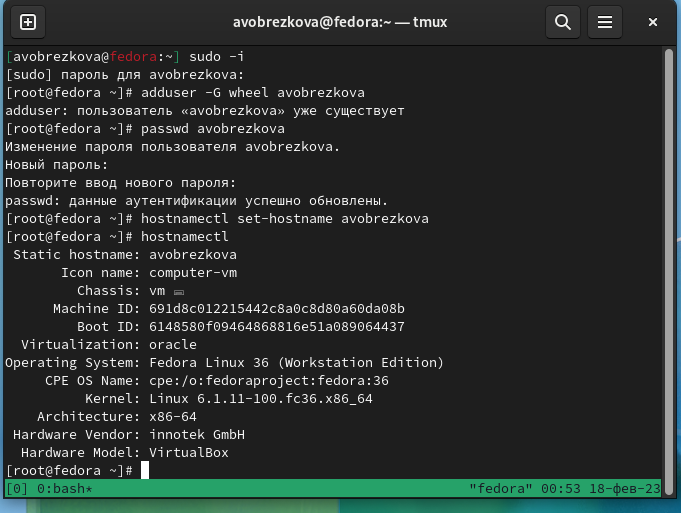 avobrezkova@fedora:~ — tmux
[avobrezkova@fedora:~] sudo -i
[sudo] пароль для avobrezkova:
[root@fedora ~]# adduser -G wheel avobrezkova
adduser: пользователь «avobrezkova» уже существует
[root@fedora ~]# passwd avobrezkova
Изменение пароля пользователя avobrezkova.
Новый пароль:
Повторите ввод нового пароля:
passwd: данные аутентификации успешно обновлены.
[root@fedora ~]# hostnamectl set-hostname avobrezkova
[root@fedora ~]# hostnamectl
Static hostname: avobrezkova
Icon name: computer-vm
Chassis: vm 🖴
Machine ID: 691d8c012215442c8a0c8d80a60da08b
Boot ID: 6148580f09464868816e51a089064437
Virtualization: oracle
Operating System: Fedora Linux 36 (Workstation Edition)
CPE OS Name: cpe:/o:fedoraproject:fedora:36
Kernel: Linux 6.1.11-100.fc36.x86_64
Architecture: x86-64
Hardware Vendor: innotek GmbH
Hardware Model: VirtualBox
[root@fedora ~]#
[0] 0:bash* "fedora" 00:53 18-фев-23